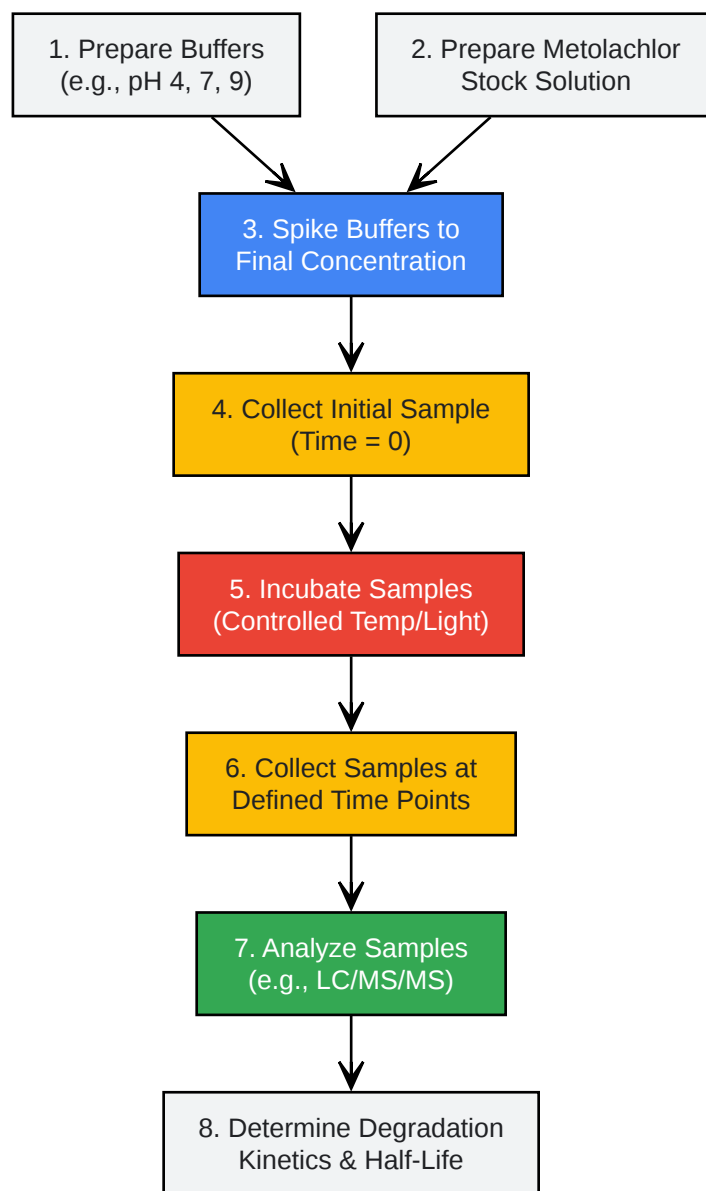 1. Prepare Buffers
(e.g., pH 4, 7, 9)
2. Prepare Metolachlor
Stock Solution
3. Spike Buffers to
Final Concentration
4. Collect Initial Sample
(Time = 0)
5. Incubate Samples
(Controlled Temp/Light)
6. Collect Samples at
Defined Time Points
7. Analyze Samples
(e.g., LC/MS/MS)
8. Determine Degradation
Kinetics & Half-Life